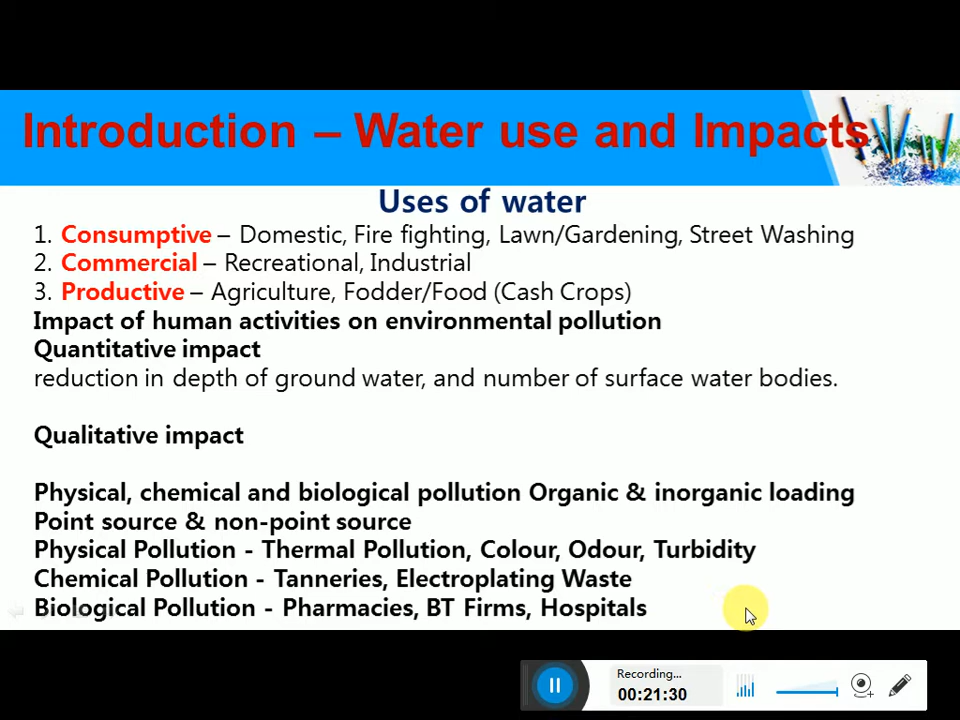 Introduction – Water use and Impacts
Uses of water
1. Consumptive – Domestic, Fire fighting, Lawn/Gardening, Street Washing
2. Commercial – Recreational, Industrial
3. Productive – Agriculture, Fodder/Food (Cash Crops)
Impact of human activities on environmental pollution
Quantitative impact
reduction in depth of ground water, and number of surface water bodies.
Qualitative impact
Physical, chemical and biological pollution Organic & inorganic loading
Point source & non-point source
Physical Pollution - Thermal Pollution, Colour, Odour, Turbidity
Chemical Pollution - Tanneries, Electroplating Waste
Biological Pollution - Pharmacies, BT Firms, Hospitals
Recording...
00:21:30